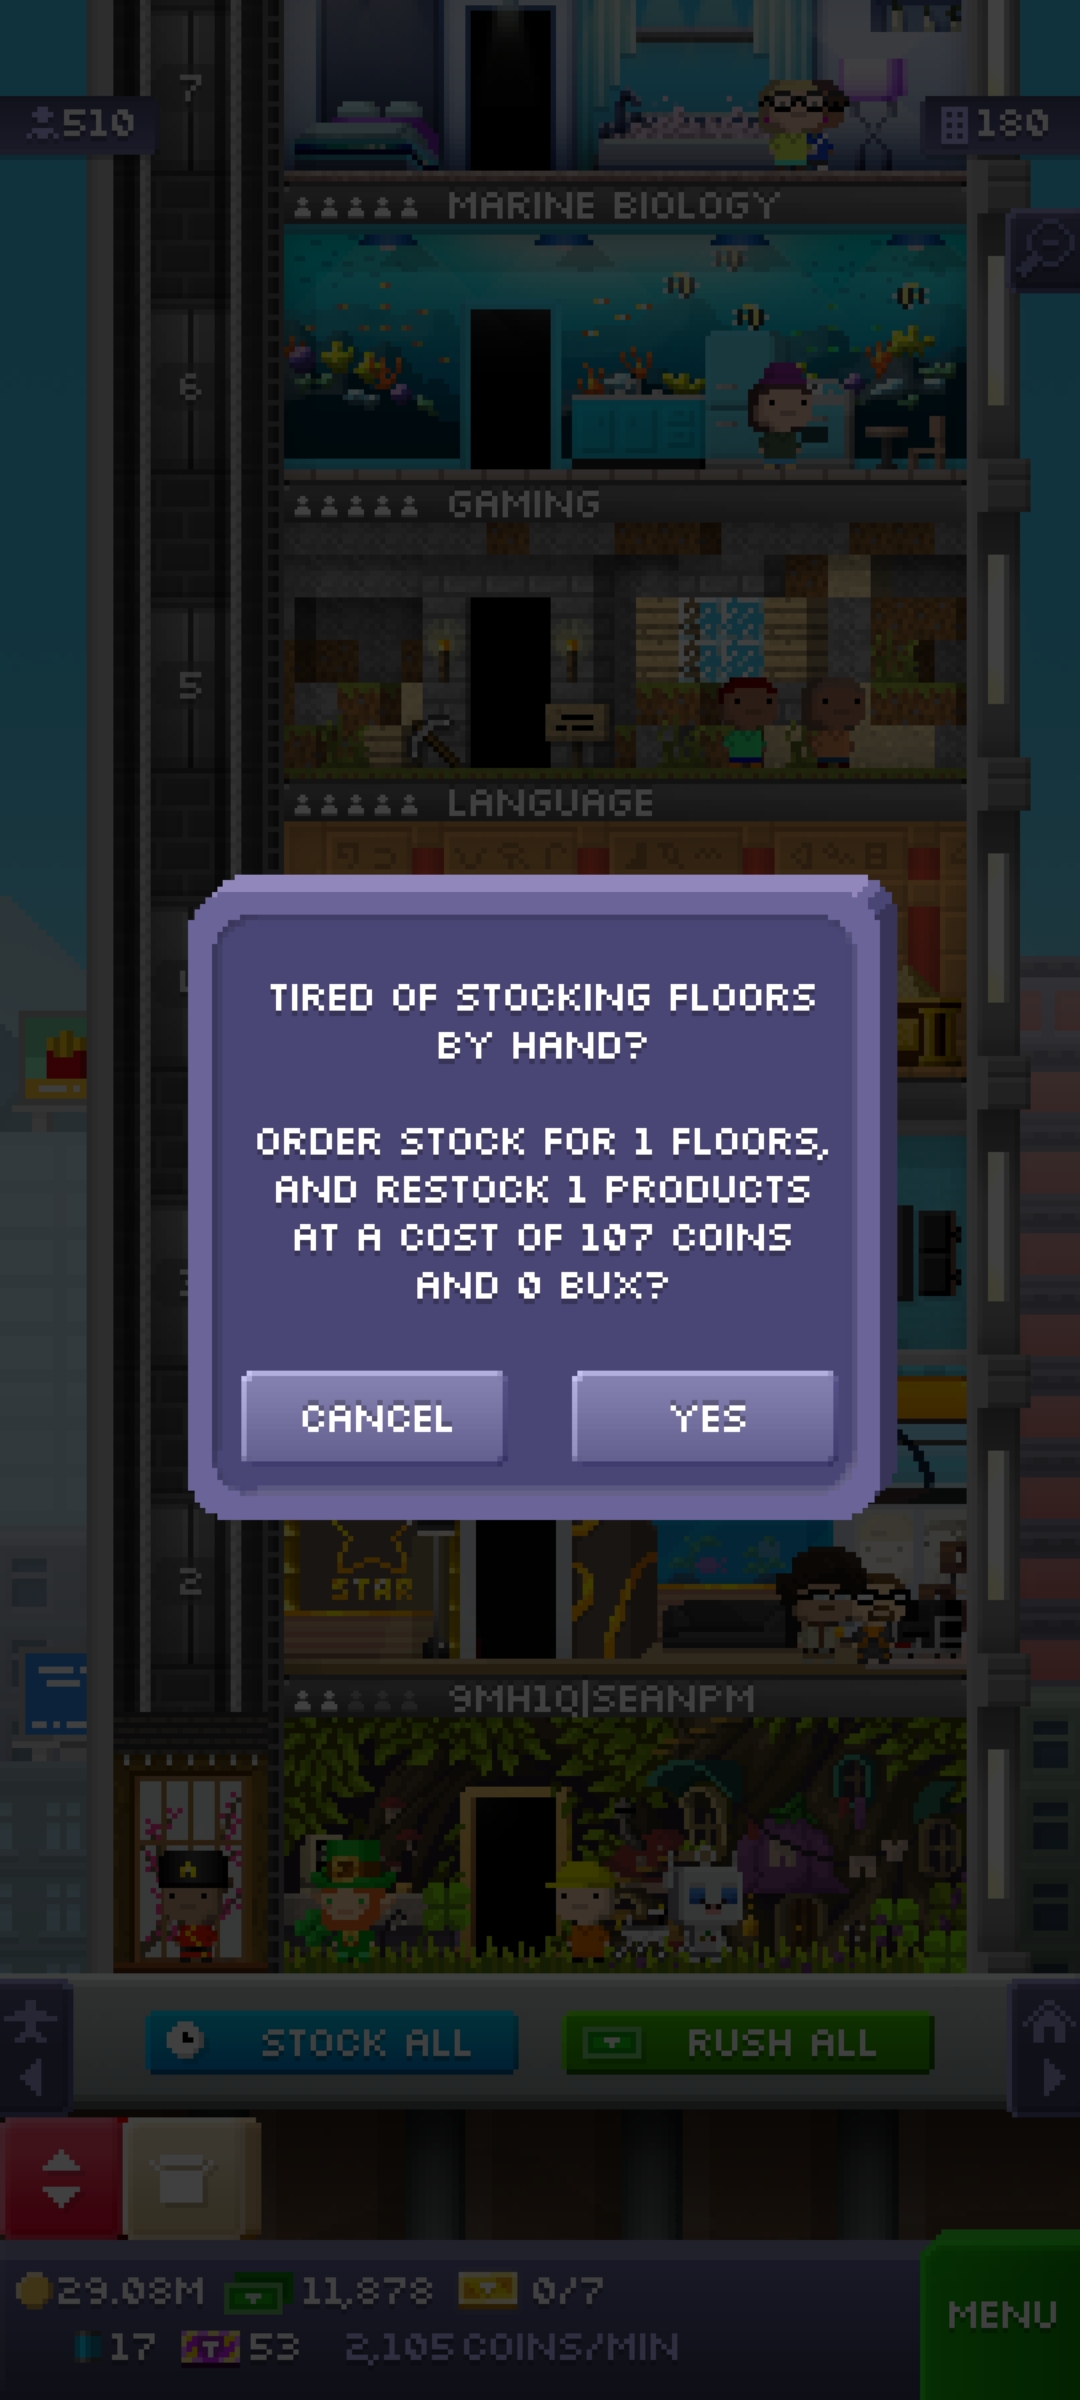 7
510
180
MARINE BIOLOGY
6
GAMING
5
LANGUAGE
TIRED OF STOCKING FLOORS
BY HAND?
ORDER STOCK FOR 1 FLOORS,
AND RESTOCK 1 PRODUCTS
AT A COST OF 107 COINS
AND 0 BUX?
CANCEL
YES
STAR
2
9MH1Q|SEANPM
STOCK ALL
RUSH ALL
29.08M
11,878
0/7
MENU
17
53
2,105 COINS/MIN